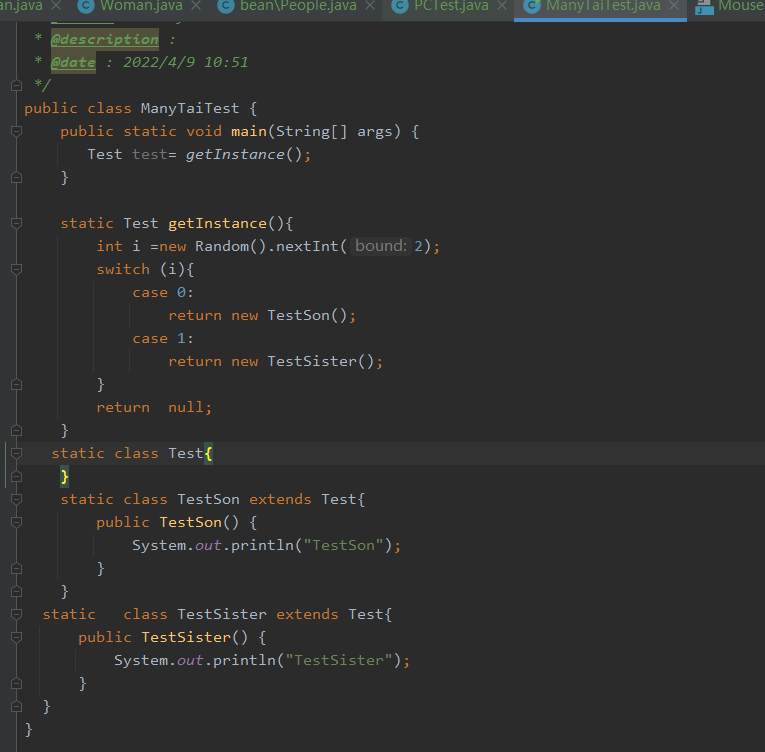 an.java Woman.java bean\People.java PCTest.java ManyTaiTest.java Mouse
* @description :
* @date : 2022/4/9 10:51
*/
public class ManyTaiTest {
public static void main(String[] args) {
Test test= getInstance();
}
static Test getInstance(){
int i =new Random().nextInt( bound: 2);
switch (i){
case 0:
return new TestSon();
case 1:
return new TestSister();
}
return  null;
}
static class Test{
}
static class TestSon extends Test{
public TestSon() {
System.out.println("TestSon");
}
}
static   class TestSister extends Test{
public TestSister() {
System.out.println("TestSister");
}
}
}